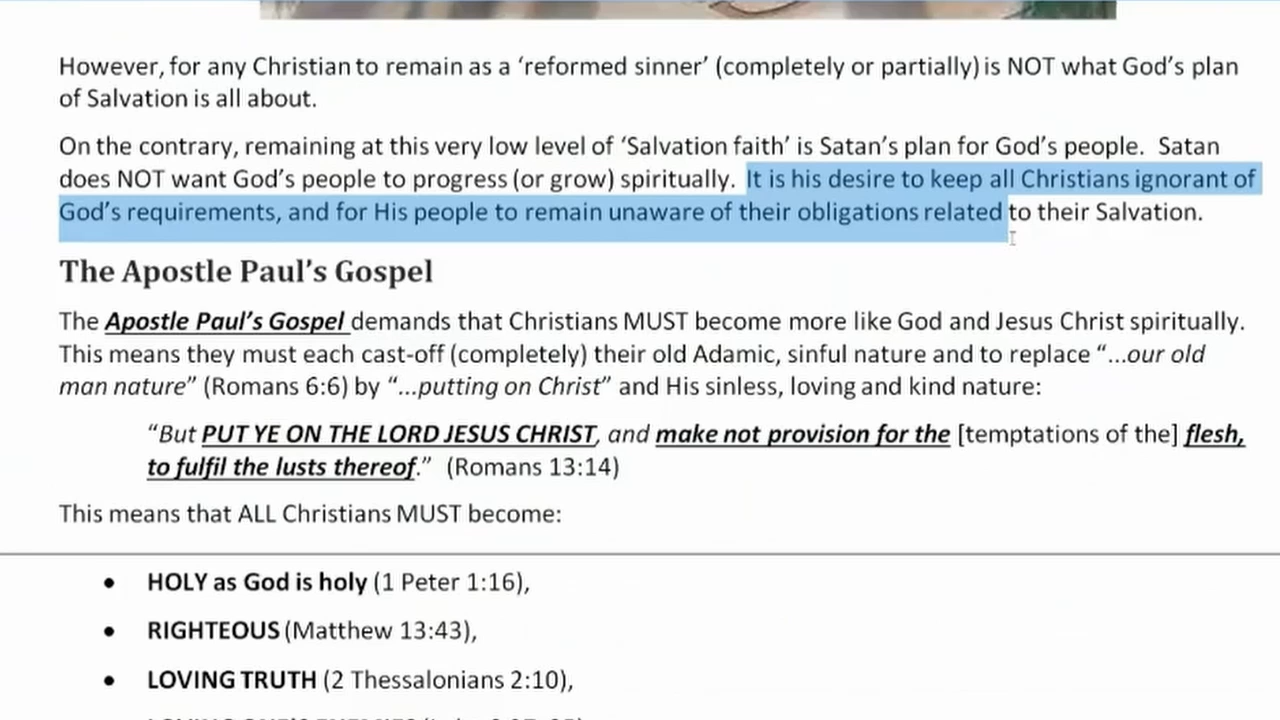 However, for any Christian to remain as a ‘reformed sinner’ (completely or partially) is NOT what God’s plan
of Salvation is all about.
On the contrary, remaining at this very low level of ‘Salvation faith’ is Satan’s plan for God’s people.  Satan
does NOT want God’s people to progress (or grow) spiritually.  It is his desire to keep all Christians ignorant of
God’s requirements, and for His people to remain unaware of their obligations related to their Salvation.
The Apostle Paul’s Gospel
The Apostle Paul’s Gospel demands that Christians MUST become more like God and Jesus Christ spiritually.
This means they must each cast-off (completely) their old Adamic, sinful nature and to replace “...our old
man nature” (Romans 6:6) by “...putting on Christ” and His sinless, loving and kind nature:
“But PUT YE ON THE LORD JESUS CHRIST, and make not provision for the [temptations of the] flesh,
to fulfil the lusts thereof.”  (Romans 13:14)
This means that ALL Christians MUST become:
• HOLY as God is holy (1 Peter 1:16),
• RIGHTEOUS (Matthew 13:43),
• LOVING TRUTH (2 Thessalonians 2:10),